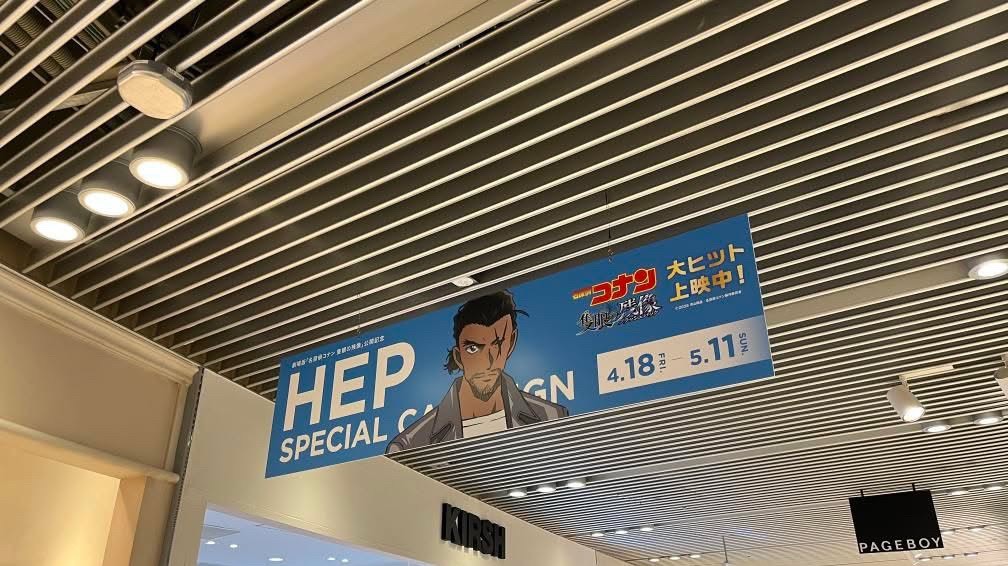 劇場版『名探偵コナン 隻眼の残像』公開記念
HEP
SPECIAL CA GN
名探偵コナン
隻眼の残像
大ヒット
上映中!
4.18 FRI. — 5.11 SUN.
KIRSH
PAGEBOY